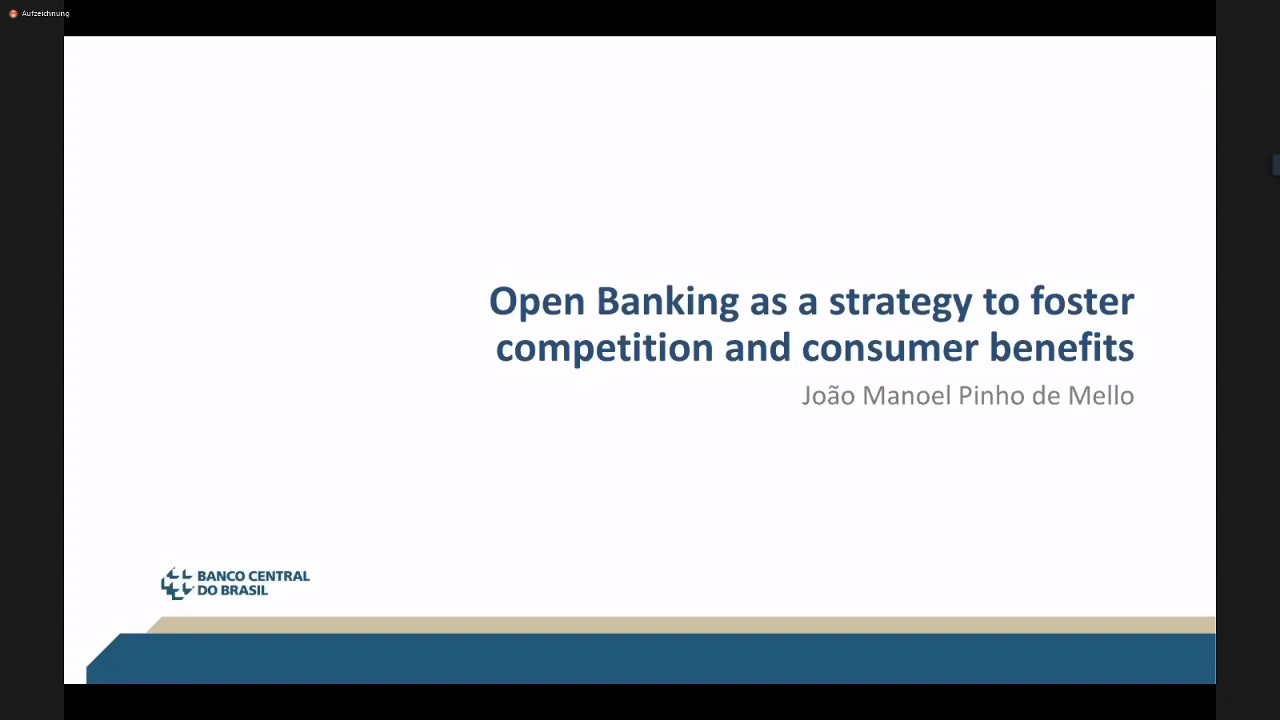 Aufzeichnung
Open Banking as a strategy to foster
competition and consumer benefits
João Manoel Pinho de Mello
BANCO CENTRAL
DO BRASIL